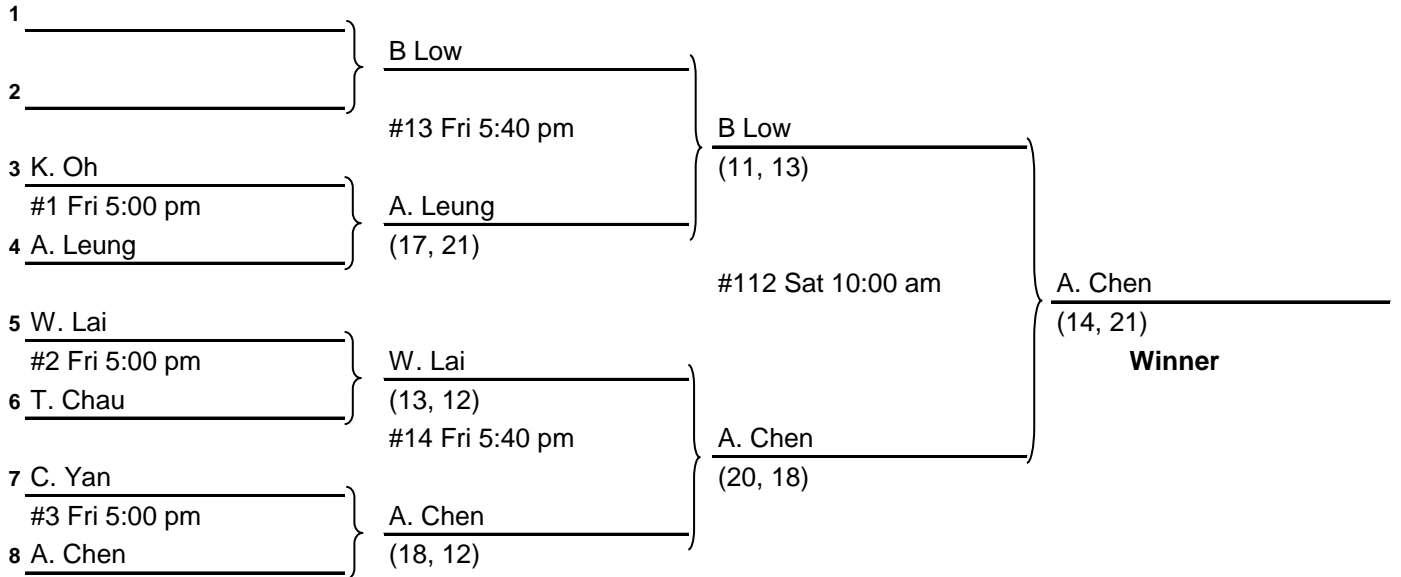 1
B Low
2
#13 Fri 5:40 pm
B Low
(11, 13)
3 K. Oh
#1 Fri 5:00 pm
A. Leung
4 A. Leung
(17, 21)
#112 Sat 10:00 am
A. Chen
(14, 21)
Winner
5 W. Lai
#2 Fri 5:00 pm
W. Lai
6 T. Chau
(13, 12)
#14 Fri 5:40 pm
A. Chen
(20, 18)
7 C. Yan
#3 Fri 5:00 pm
A. Chen
8 A. Chen
(18, 12)